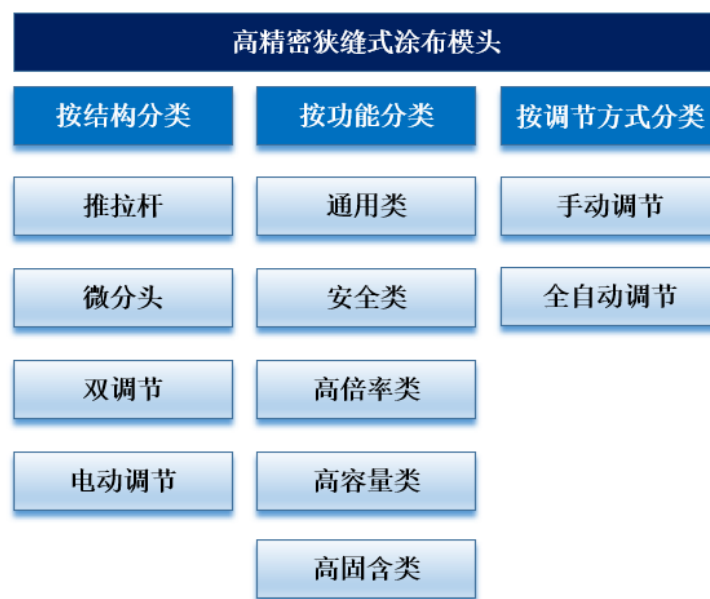 高精密狭缝式涂布模头
按结构分类
按功能分类
按调节方式分类
推拉杆
通用类
手动调节
微分头
安全类
全自动调节
双调节
高倍率类
电动调节
高容量类
高固含类